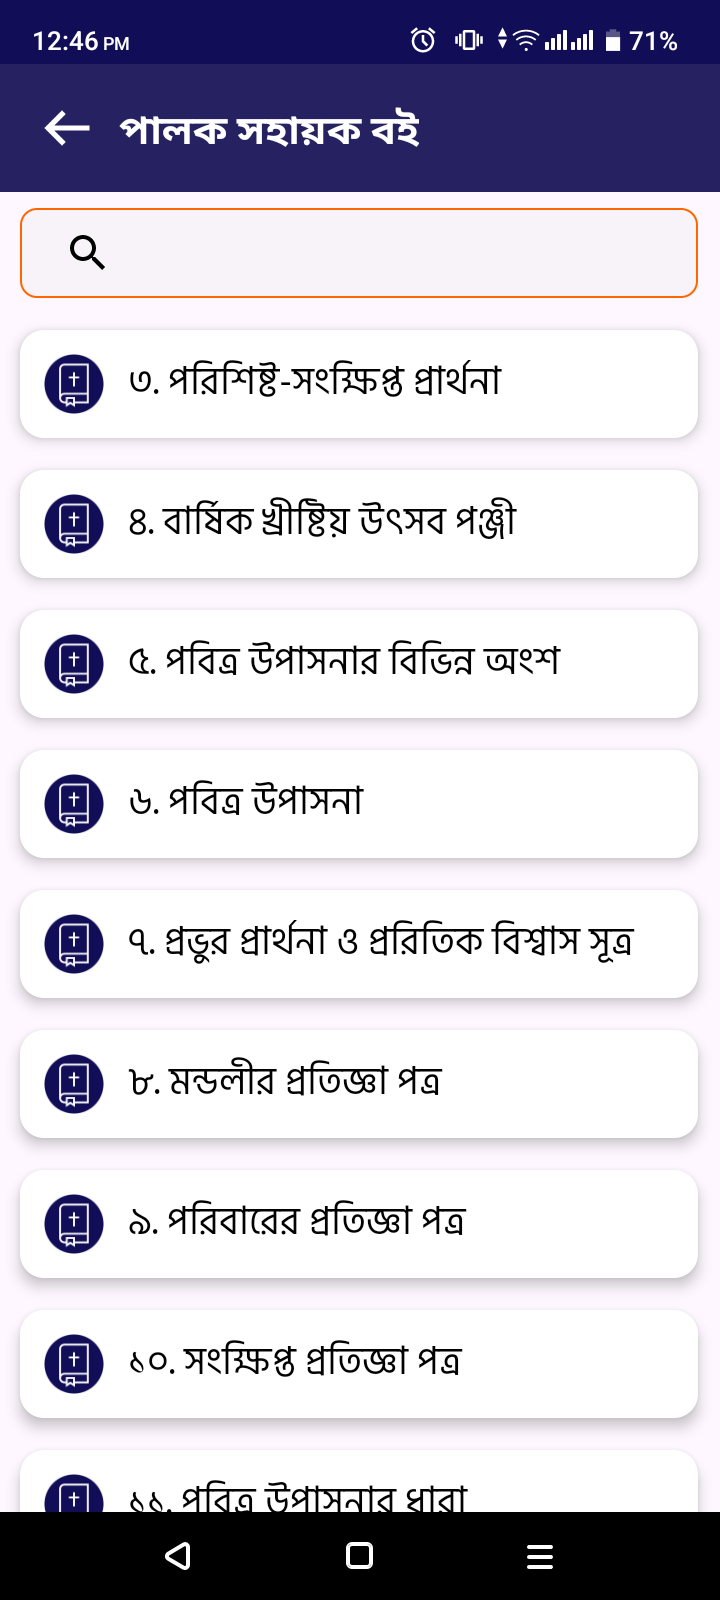 12:46 PM
71%
পালক সহায়ক বই
৩. পরিশিষ্ট-সংক্ষিপ্ত প্রার্থনা
৪. বার্ষিক খ্রীষ্টিয় উৎসব পঞ্জী
৫. পবিত্র উপাসনার বিভিন্ন অংশ
৬. পবিত্র উপাসনা
৭. প্রভুর প্রার্থনা ও প্ররিতিক বিশ্বাস সূত্র
৮. মন্ডলীর প্রতিজ্ঞা পত্র
৯. পরিবারের প্রতিজ্ঞা পত্র
১০. সংক্ষিপ্ত প্রতিজ্ঞা পত্র
১১. পবিত্র উপাসনার ধারা